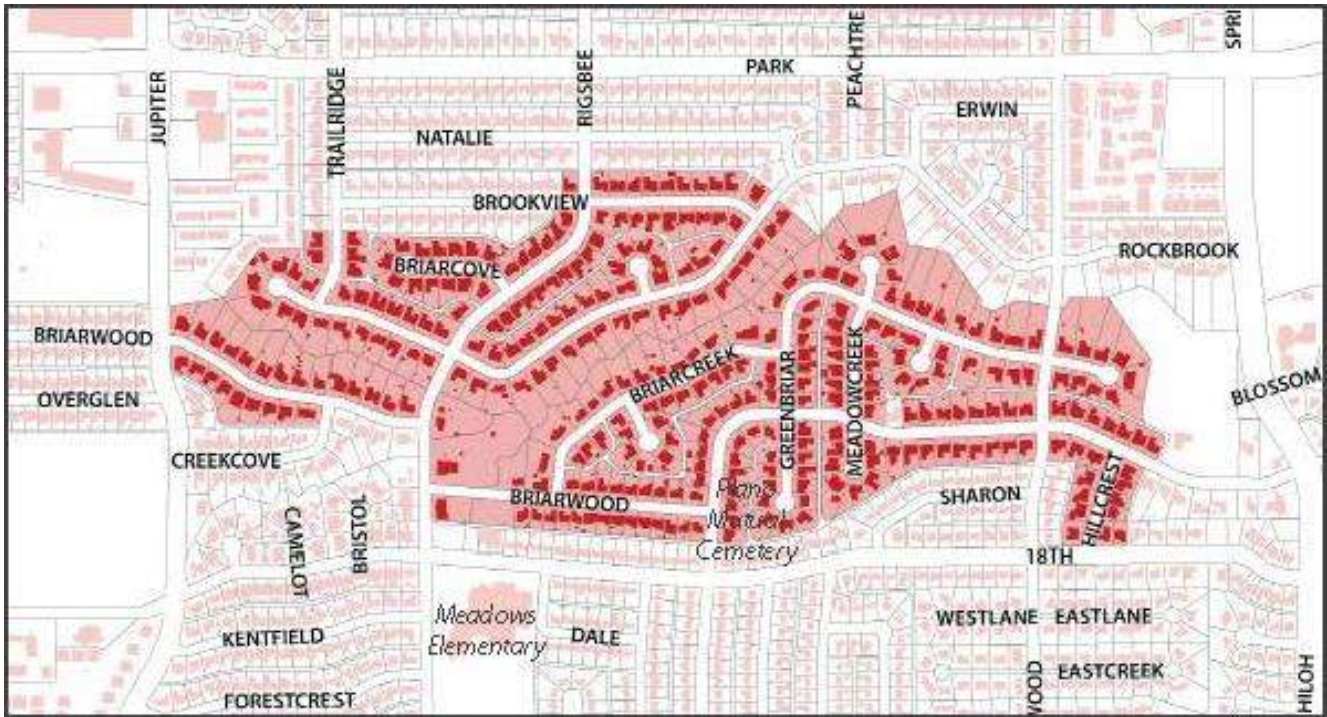 SPRI
PEACHTRE
PARK
RIGSBEE
TRAILRIDGE
JUPITER
ERWIN
NATALIE
BROOKVIEW
ROCKBROOK
BRIARCOVE
BRIARWOOD
BRIARCREEK
GREENBRIAR
MEADOWCREEK
OVERGLEN
BLOSSOM
CREEKCOVE
HILLCREST
SHARON
BRIARWOOD
Plano
Mutual
Cemetery
CAMELOT
BRISTOL
18TH
Meadows
Elementary
WESTLANE
EASTLANE
KENTFIELD
DALE
EASTCREEK
WOOD
HILOH
FORESTCREST